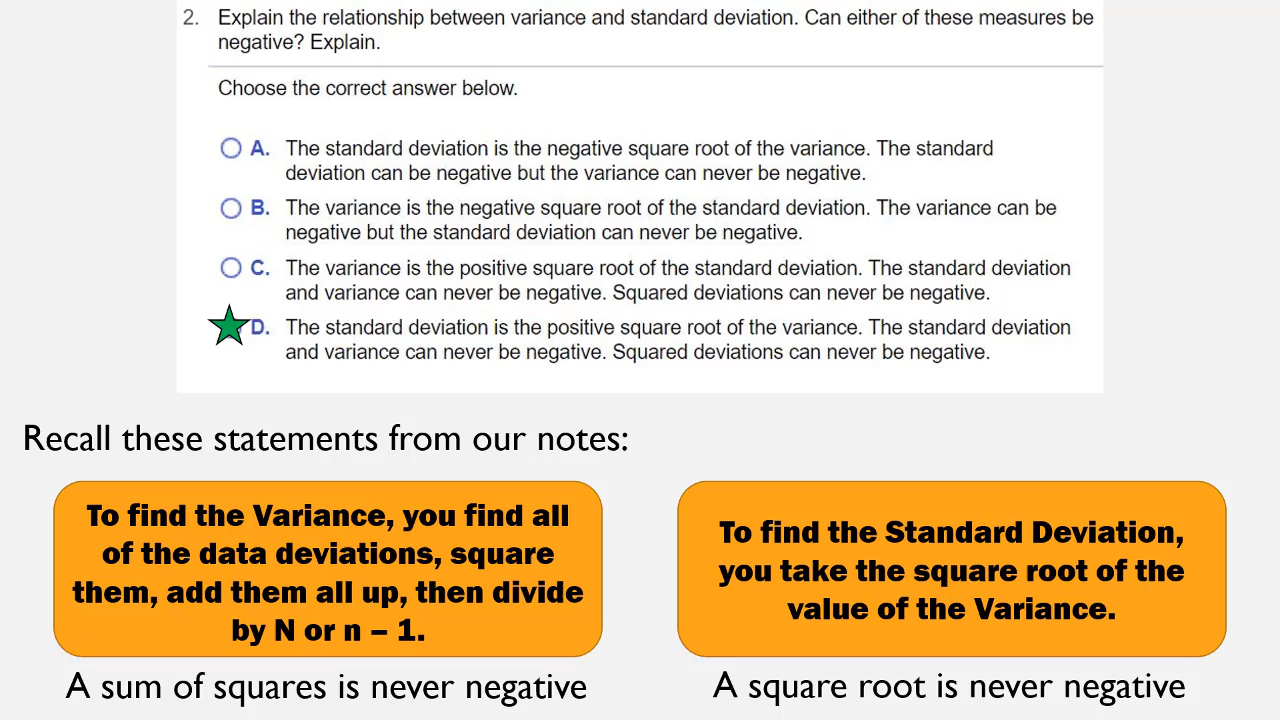 2. Explain the relationship between variance and standard deviation. Can either of these measures be
negative? Explain.
Choose the correct answer below.
A. The standard deviation is the negative square root of the variance. The standard
deviation can be negative but the variance can never be negative.
B. The variance is the negative square root of the standard deviation. The variance can be
negative but the standard deviation can never be negative.
C. The variance is the positive square root of the standard deviation. The standard deviation
and variance can never be negative. Squared deviations can never be negative.
D. The standard deviation is the positive square root of the variance. The standard deviation
and variance can never be negative. Squared deviations can never be negative.
Recall these statements from our notes:
To find the Variance, you find all
of the data deviations, square
them, add them all up, then divide
by N or n – 1.
A sum of squares is never negative
To find the Standard Deviation,
you take the square root of the
value of the Variance.
A square root is never negative